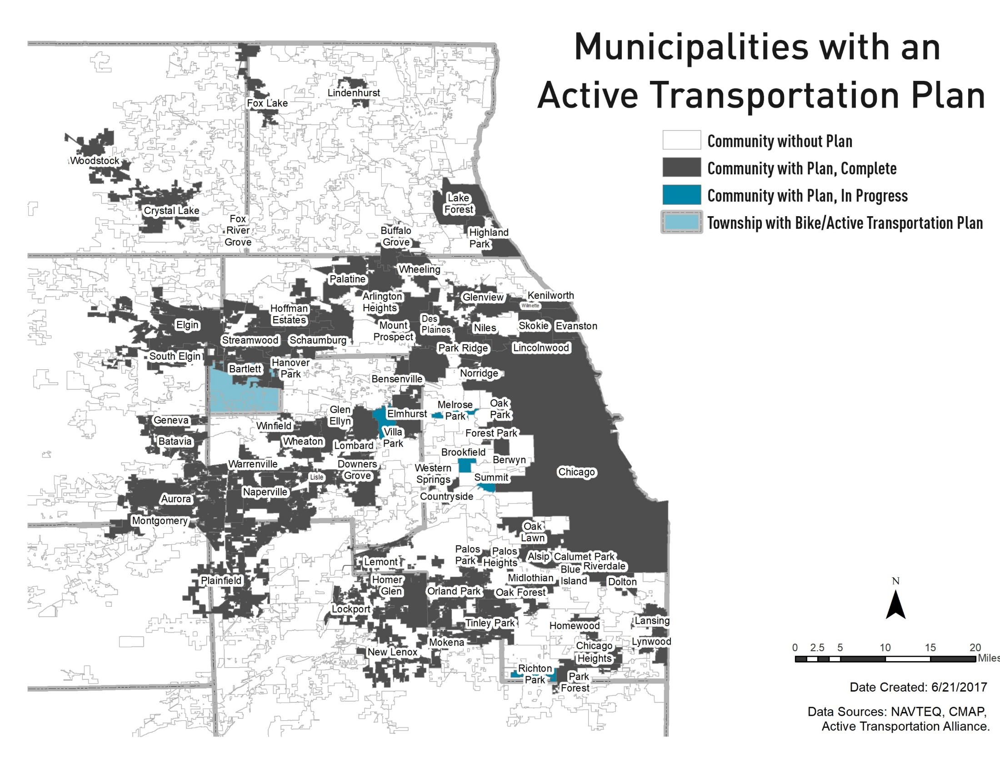 Municipalities with an
Active Transportation Plan
Community without Plan
Community with Plan, Complete
Community with Plan, In Progress
Township with Bike/Active Transportation Plan
Lindenhurst
Fox Lake
Woodstock
Crystal Lake
Fox
River
Grove
Lake
Forest
Buffalo
Grove
Highland
Park
Wheeling
Palatine
Arlington
Heights
Glenview
Kenilworth
Wilmette
Hoffman
Estates
Elgin
Des
Plaines
Mount
Prospect
Niles
Skokie
Evanston
Streamwood
Schaumburg
Park Ridge
Lincolnwood
South Elgin
Hanover
Park
Bartlett
Norridge
Bensenville
Glen
Ellyn
Elmhurst
Melrose
Park
Oak
Park
Geneva
Winfield
Villa
Park
Forest Park
Batavia
Wheaton
Lombard
Brookfield
Berwyn
Warrenville
Downers
Grove
Western
Springs
Summit
Chicago
Lisle
Naperville
Aurora
Countryside
Montgomery
Oak
Lawn
Palos
Park
Palos
Heights
Alsip
Calumet Park
Riverdale
Lemont
Blue
Island
Midlothian
Dolton
Plainfield
Homer
Glen
Orland Park
Oak Forest
Lockport
Tinley Park
Homewood
Lansing
Mokena
Lynwood
New Lenox
Chicago
Heights
Richton
Park
Park
Forest
N
0 2.5 5 10 15 20
Miles
Date Created: 6/21/2017
Data Sources: NAVTEQ, CMAP,
Active Transportation Alliance.